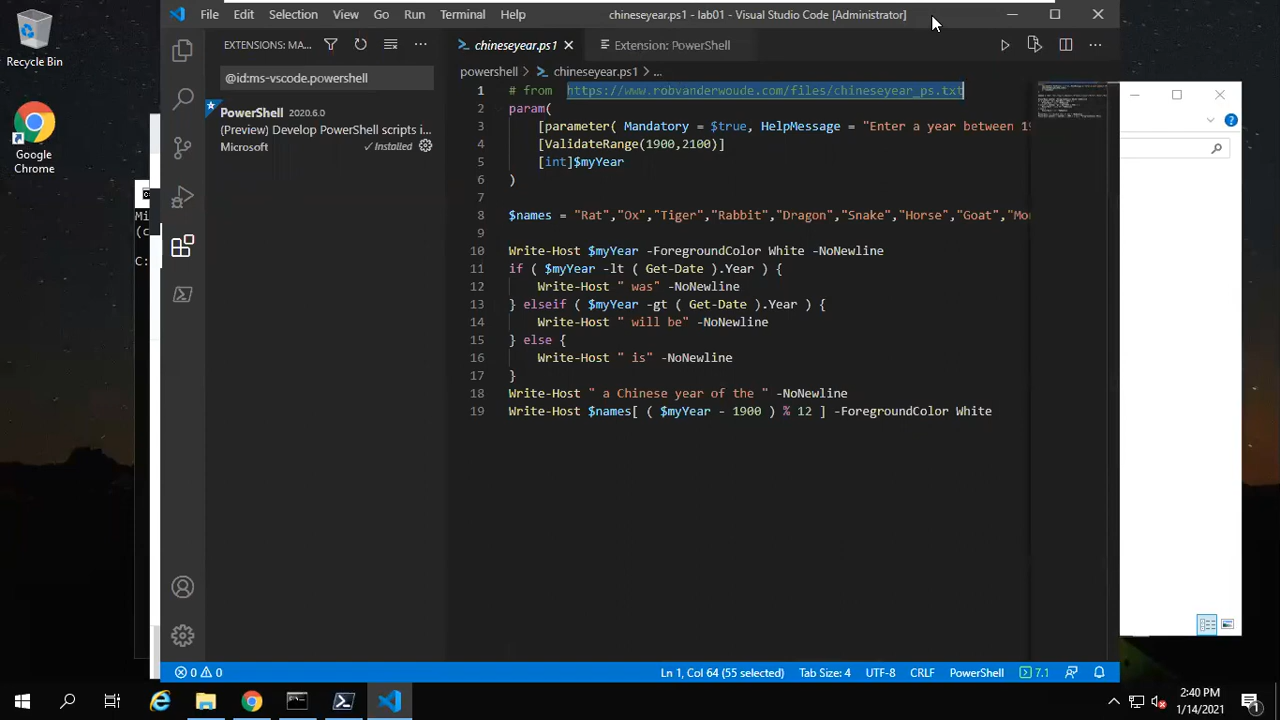 Recycle Bin
Google
Chrome
File Edit Selection View Go Run Terminal Help
chineseyear.ps1 - lab01 - Visual Studio Code [Administrator]
EXTENSIONS: MA...
chineseyear.ps1
Extension: PowerShell
@id:ms-vscode.powershell
PowerShell 2020.6.0
(Preview) Develop PowerShell scripts i...
Microsoft
Installed
powershell > chineseyear.ps1 > ...
1 # from https://www.robvanderwoude.com/files/chineseyear_ps.txt
2 param(
3 [parameter( Mandatory = $true, HelpMessage = "Enter a year between 19
4 [ValidateRange(1900,2100)]
5 [int]$myYear
6 )
7
8 $names = "Rat","Ox","Tiger","Rabbit","Dragon","Snake","Horse","Goat","Mon
9
10 Write-Host $myYear -ForegroundColor White -NoNewline
11 if ( $myYear -lt ( Get-Date ).Year ) {
12 Write-Host " was" -NoNewline
13 } elseif ( $myYear -gt ( Get-Date ).Year ) {
14 Write-Host " will be" -NoNewline
15 } else {
16 Write-Host " is" -NoNewline
17 }
18 Write-Host " a Chinese year of the " -NoNewline
19 Write-Host $names[ ( $myYear - 1900 ) % 12 ] -ForegroundColor White
Mi
(c
C:
0 0
Ln 1, Col 64 (55 selected) Tab Size: 4 UTF-8 CRLF PowerShell 7.1
2:40 PM
1/14/2021
1